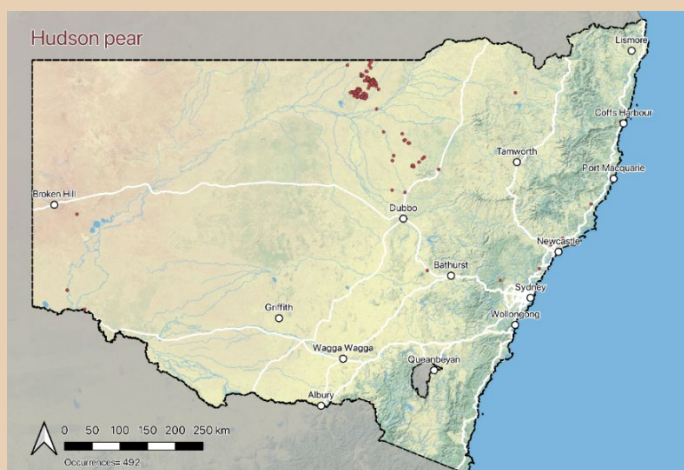 Hudson pear
Lismore
Coffs Harbour
Tamworth
Port Macquarie
Broken Hill
Dubbo
Newcastle
Bathurst
Sydney
Griffith
Wollongong
Wagga Wagga
Queanbeyan
Albury
0 50 100 150 200 250 km
Occurrences= 492